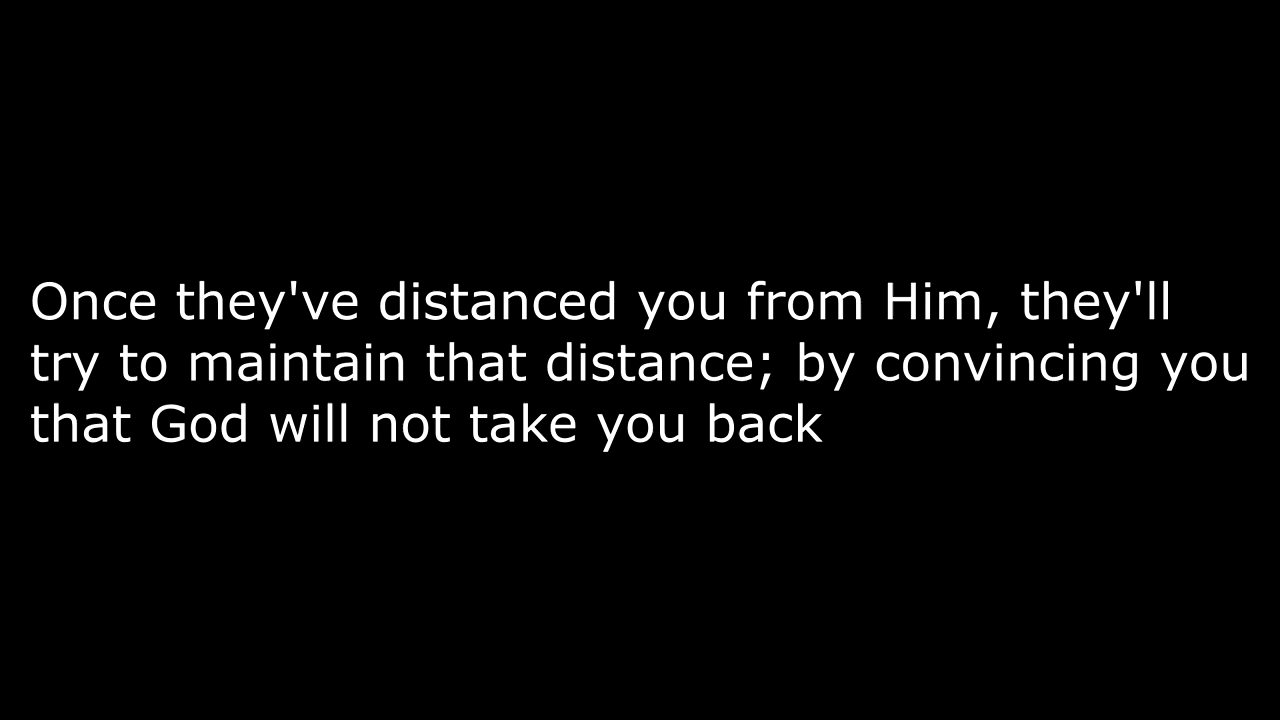 Once they've distanced you from Him, they'll
try to maintain that distance; by convincing you
that God will not take you back